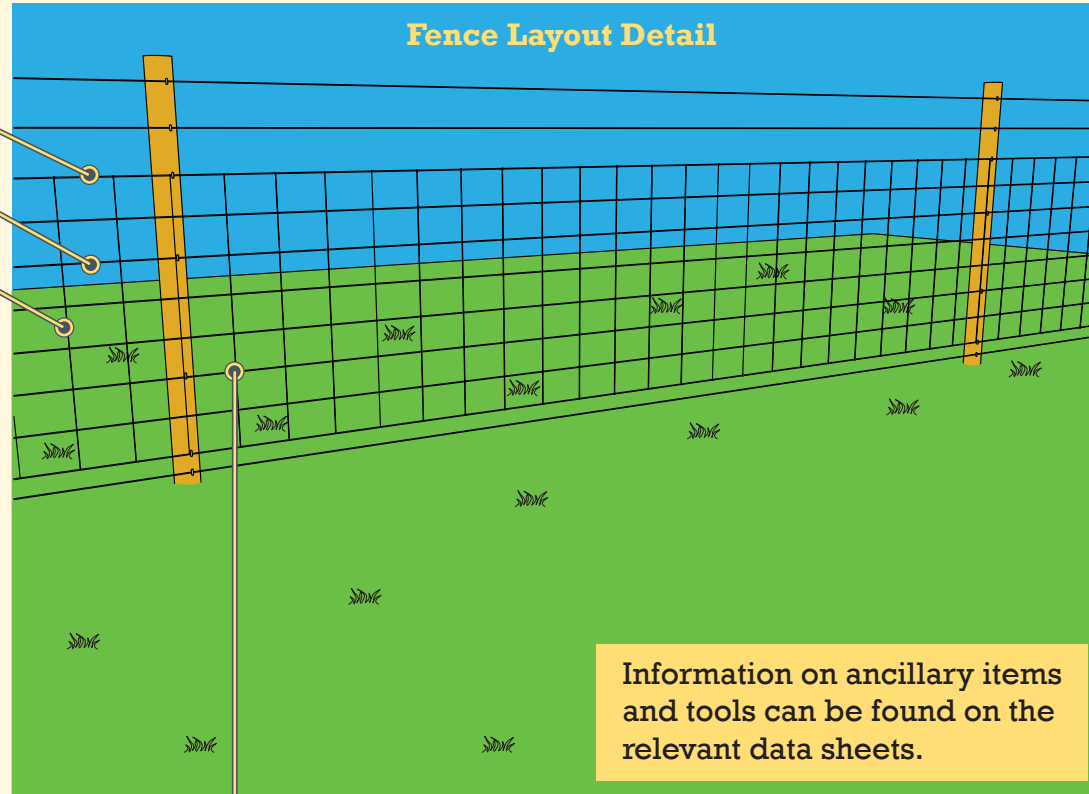 Fence Layout Detail
Information on ancillary items
and tools can be found on the
relevant data sheets.